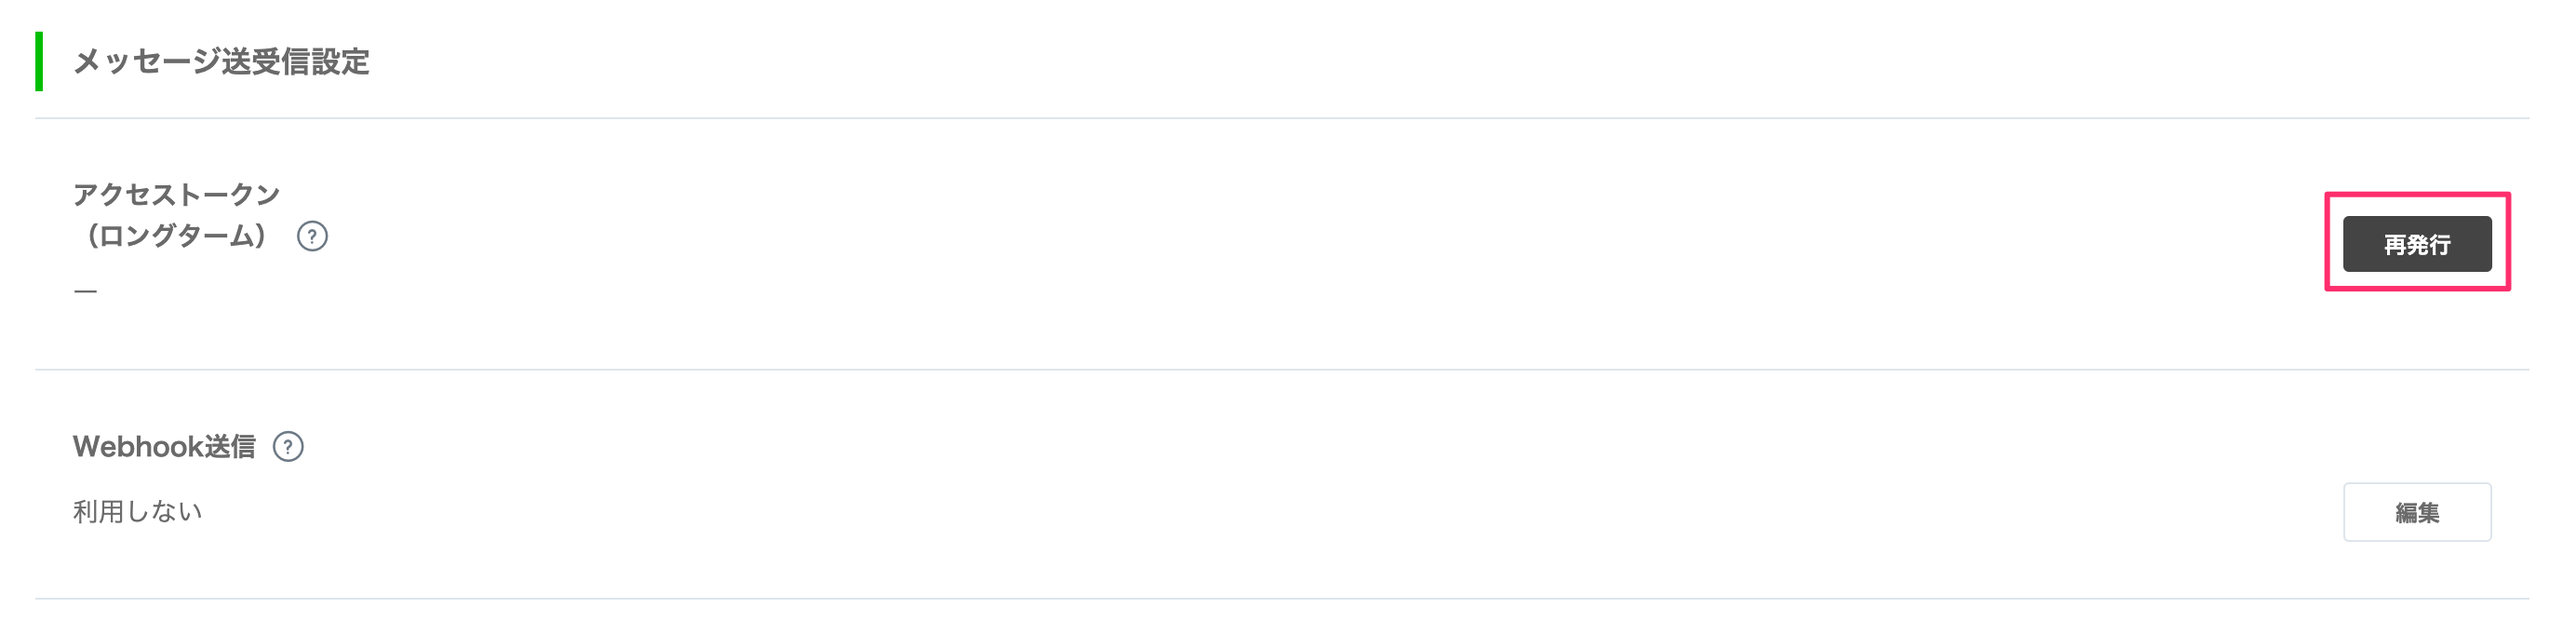 メッセージ送受信設定
アクセストークン
（ロングターム） ?
再発行
—
Webhook送信 ?
利用しない
編集